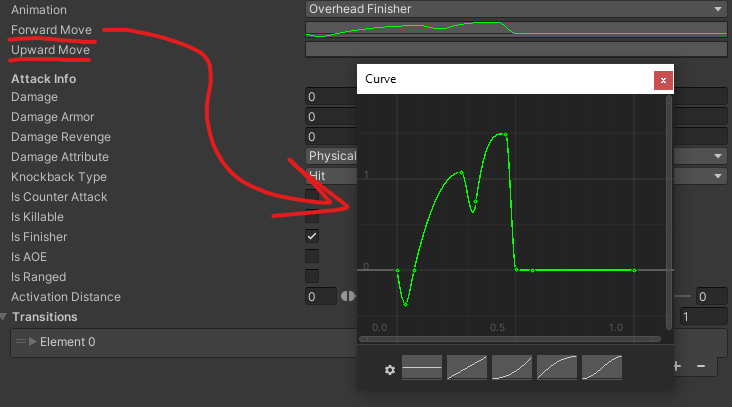 Animation Overhead Finisher
Forward Move
Upward Move
Curve x
Attack Info
Damage 0
Damage Armor 0
Damage Revenge 0
Damage Attribute Physical
Knockback Type Hit
Is Counter Attack
Is Killable
Is Finisher
Is AOE
Is Ranged
Activation Distance 0 0
Transitions 1
Element 0
1
0
0.0 0.5 1.0
+ −